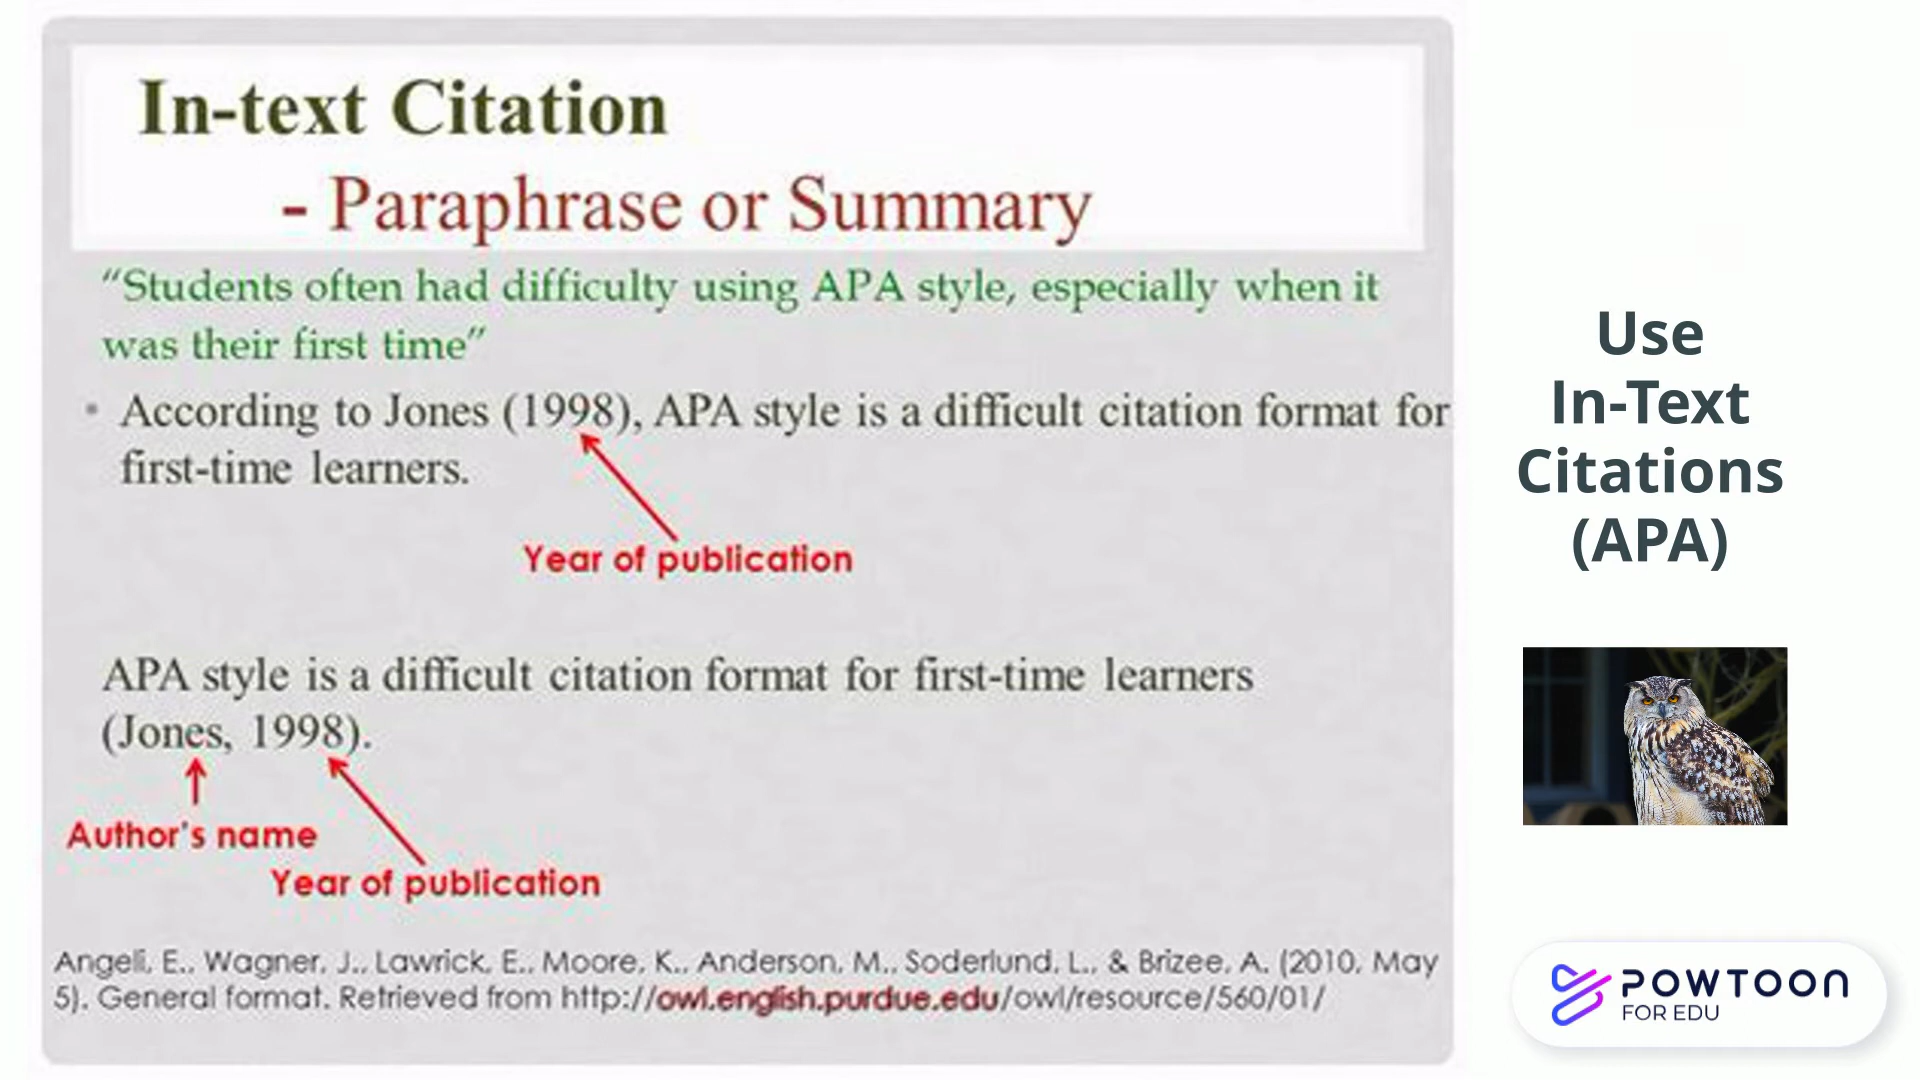 In-text Citation
- Paraphrase or Summary
“Students often had difficulty using APA style, especially when it
was their first time”
• According to Jones (1998), APA style is a difficult citation format for
first-time learners.
Year of publication
APA style is a difficult citation format for first-time learners
(Jones, 1998).
Author's name
Year of publication
Angeli, E., Wagner, J., Lawrick, E., Moore, K., Anderson, M., Soderlund, L., & Brizee, A. (2010, May
5). General format. Retrieved from http://owl.english.purdue.edu/owl/resource/560/01/
Use
In-Text
Citations
(APA)
POWTOON
FOR EDU